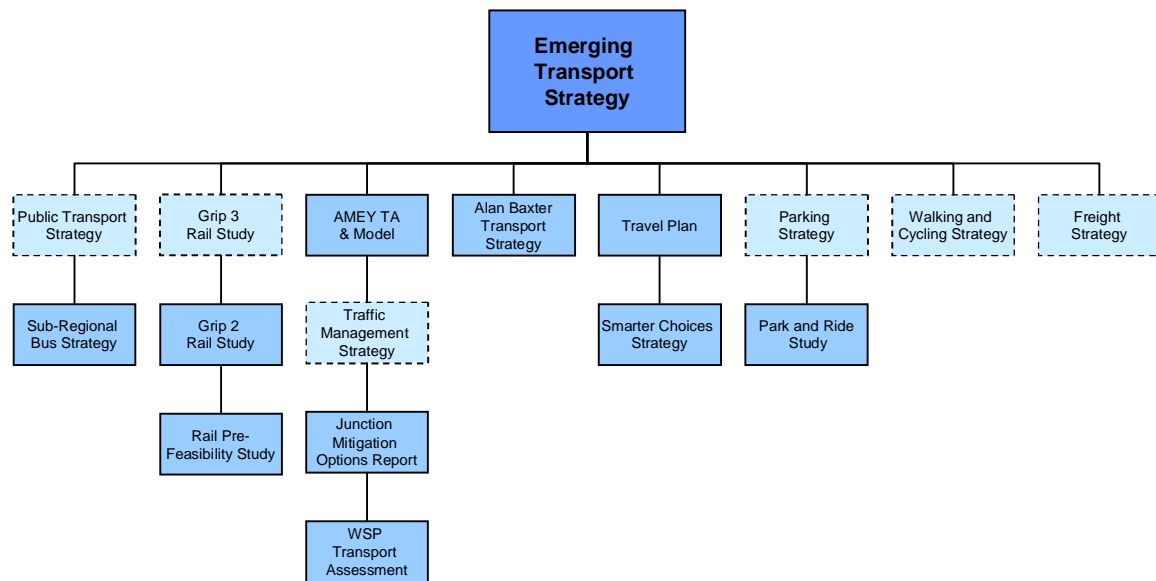 Emerging
Transport
Strategy
Public Transport
Strategy
Grip 3
Rail Study
AMEY TA
& Model
Alan Baxter
Transport
Strategy
Travel Plan
Parking
Strategy
Walking and
Cycling Strategy
Freight
Strategy
Sub-Regional
Bus Strategy
Grip 2
Rail Study
Traffic
Management
Strategy
Smarter Choices
Strategy
Park and Ride
Study
Rail Pre-
Feasibility Study
Junction
Mitigation
Options Report
WSP
Transport
Assessment